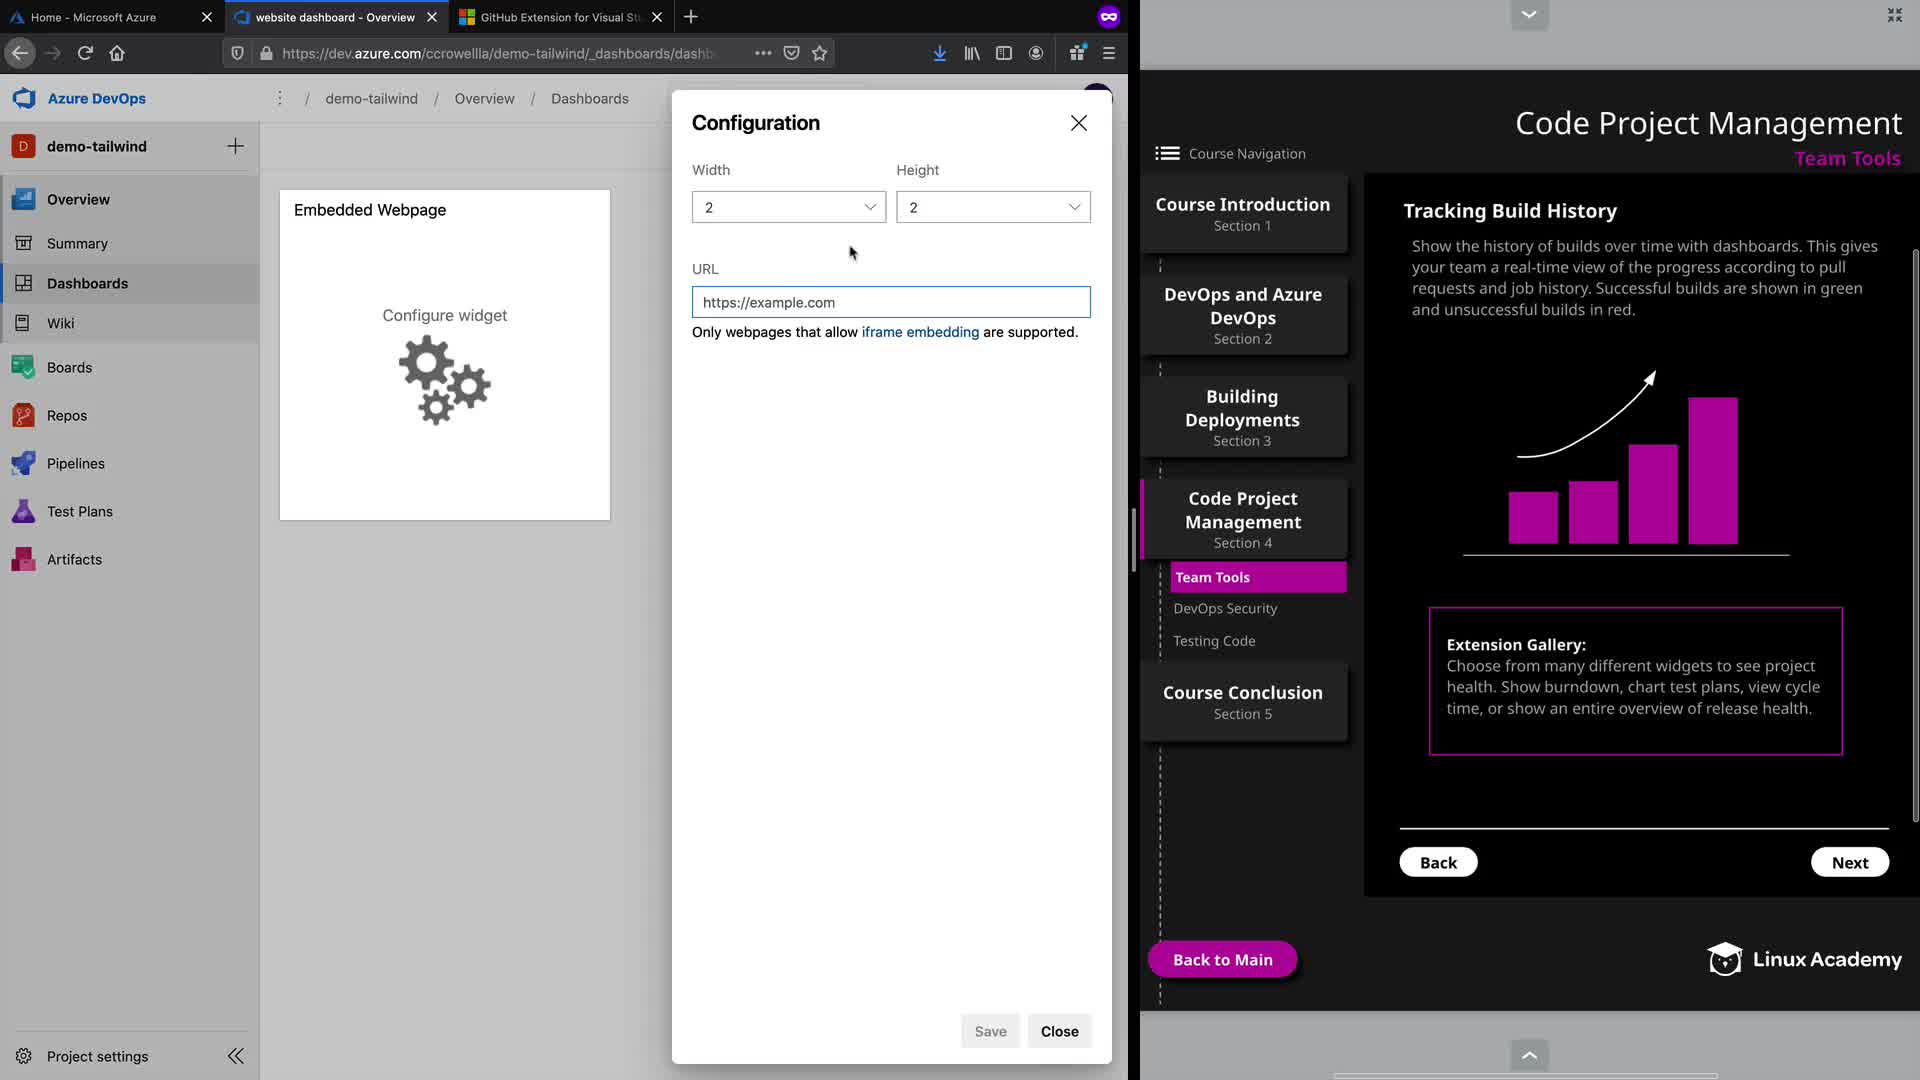 Home - Microsoft Azure
website dashboard - Overview
GitHub Extension for Visual Stu
https://dev.azure.com/ccrowellla/demo-tailwind/_dashboards/dashb
Azure DevOps
demo-tailwind / Overview / Dashboards
D demo-tailwind
Overview
Summary
Dashboards
Wiki
Boards
Repos
Pipelines
Test Plans
Artifacts
Project settings
Embedded Webpage
Configure widget
Configuration
Width
Height
2
2
URL
https://example.com
Only webpages that allow iframe embedding are supported.
Save
Close
Code Project Management
Team Tools
Course Navigation
Course Introduction
Section 1
DevOps and Azure
DevOps
Section 2
Building
Deployments
Section 3
Code Project
Management
Section 4
Team Tools
DevOps Security
Testing Code
Course Conclusion
Section 5
Back to Main
Tracking Build History
Show the history of builds over time with dashboards. This gives
your team a real-time view of the progress according to pull
requests and job history. Successful builds are shown in green
and unsuccessful builds in red.
Extension Gallery:
Choose from many different widgets to see project
health. Show burndown, chart test plans, view cycle
time, or show an entire overview of release health.
Back
Next
Linux Academy